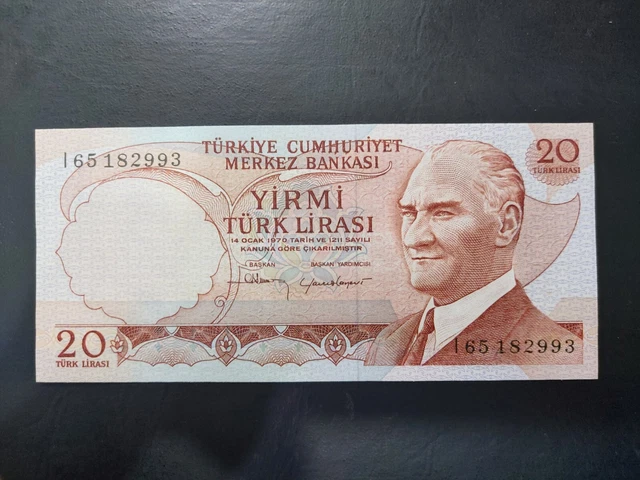 TÜRKİYE CUMHURİYET
MERKEZ BANKASI
I65 182993
20
TÜRK LİRASI
YİRMİ
TÜRK LİRASI
14 OCAK 1970 TARİH VE 1211 SAYILI
KANUNA GÖRE ÇIKARILMIŞTIR
BAŞKAN BAŞKAN YARDIMCISI
I65 182993
20
TÜRK LİRASI